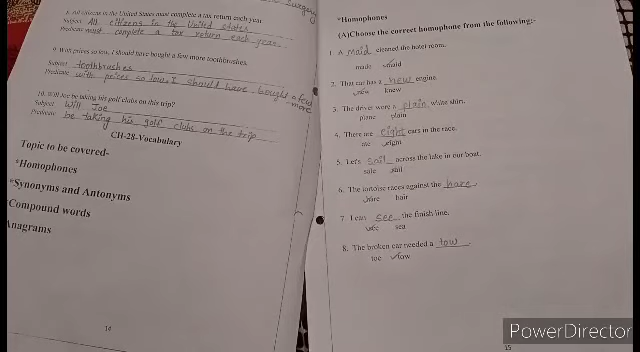 surgery
8. All citizens in the United States must complete a tax return each year.
Subject All citizens in the United states
Predicate must compute a tax return each year.
9. With prices so low, I should have bought a few more toothbrushes.
Subject toothbrushes
Predicate with prices so low, I should have bought a few more
10. Will Joe be taking his golf clubs on this trip?
Subject Will Joe
Predicate be taking his golf clubs on the trip
CH-28-Vocabulary
Topic to be covered-
*Homophones
*Synonyms and Antonyms
*Compound words
Anagrams
14
*Homophones
(A)Choose the correct homophone from the following:-
1. A maid cleaned the hotel room.
made maid
2. That car has a new engine.
new knew
3. The driver wore a plain white shirt.
plane plain
4. There are eight cars in the race.
ate eight
5. Let's sail across the lake in our boat.
sale sail
6. The tortoise races against the hare.
hare hair
7. I can see the finish line.
see sea
8. The broken car needed a tow.
toe tow
15
PowerDirector